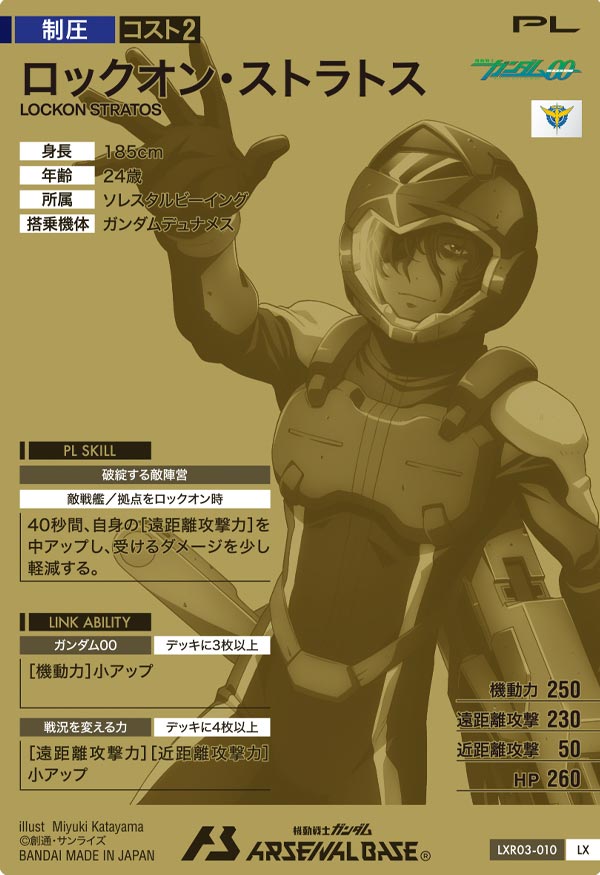 制圧 コスト2 PL
ロックオン・ストラトス
LOCKON STRATOS
機動戦士ガンダム00
身長 185cm
年齢 24歳
所属 ソレスタルビーイング
搭乗機体 ガンダムデュナメス
PL SKILL
破綻する敵陣営
敵戦艦／拠点をロックオン時
40秒間、自身の[遠距離攻撃力]を
中アップし、受けるダメージを少し
軽減する。
LINK ABILITY
ガンダム00 デッキに3枚以上
[機動力]小アップ
戦況を変える力 デッキに4枚以上
[遠距離攻撃力][近距離攻撃力]
小アップ
機動力 250
遠距離攻撃 230
近距離攻撃 50
HP 260
illust Miyuki Katayama
©創通・サンライズ
BANDAI MADE IN JAPAN
機動戦士ガンダム
ARSENAL BASE®
LXR03-010 LX